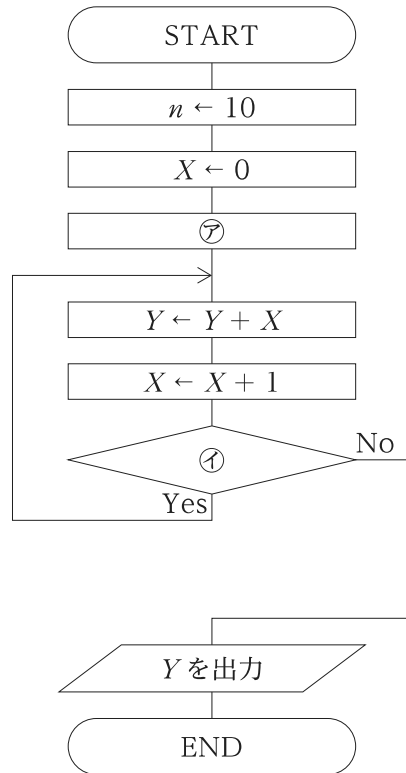 START
n ← 10
X ← 0
㋐
Y ← Y + X
X ← X + 1
㋑
No
Yes
Yを出力
END